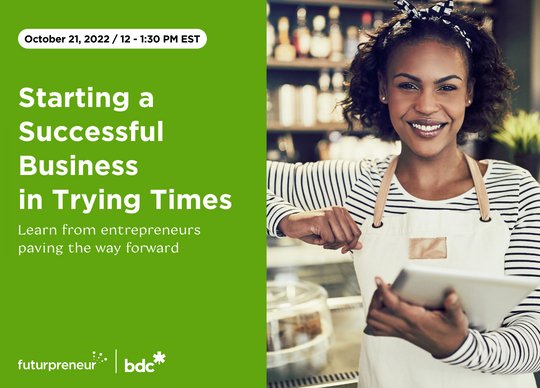 October 21, 2022 / 12 - 1:30 PM EST
Starting a
Successful
Business
in Trying Times
Learn from entrepreneurs
paving the way forward
futurpreneur
bdc*